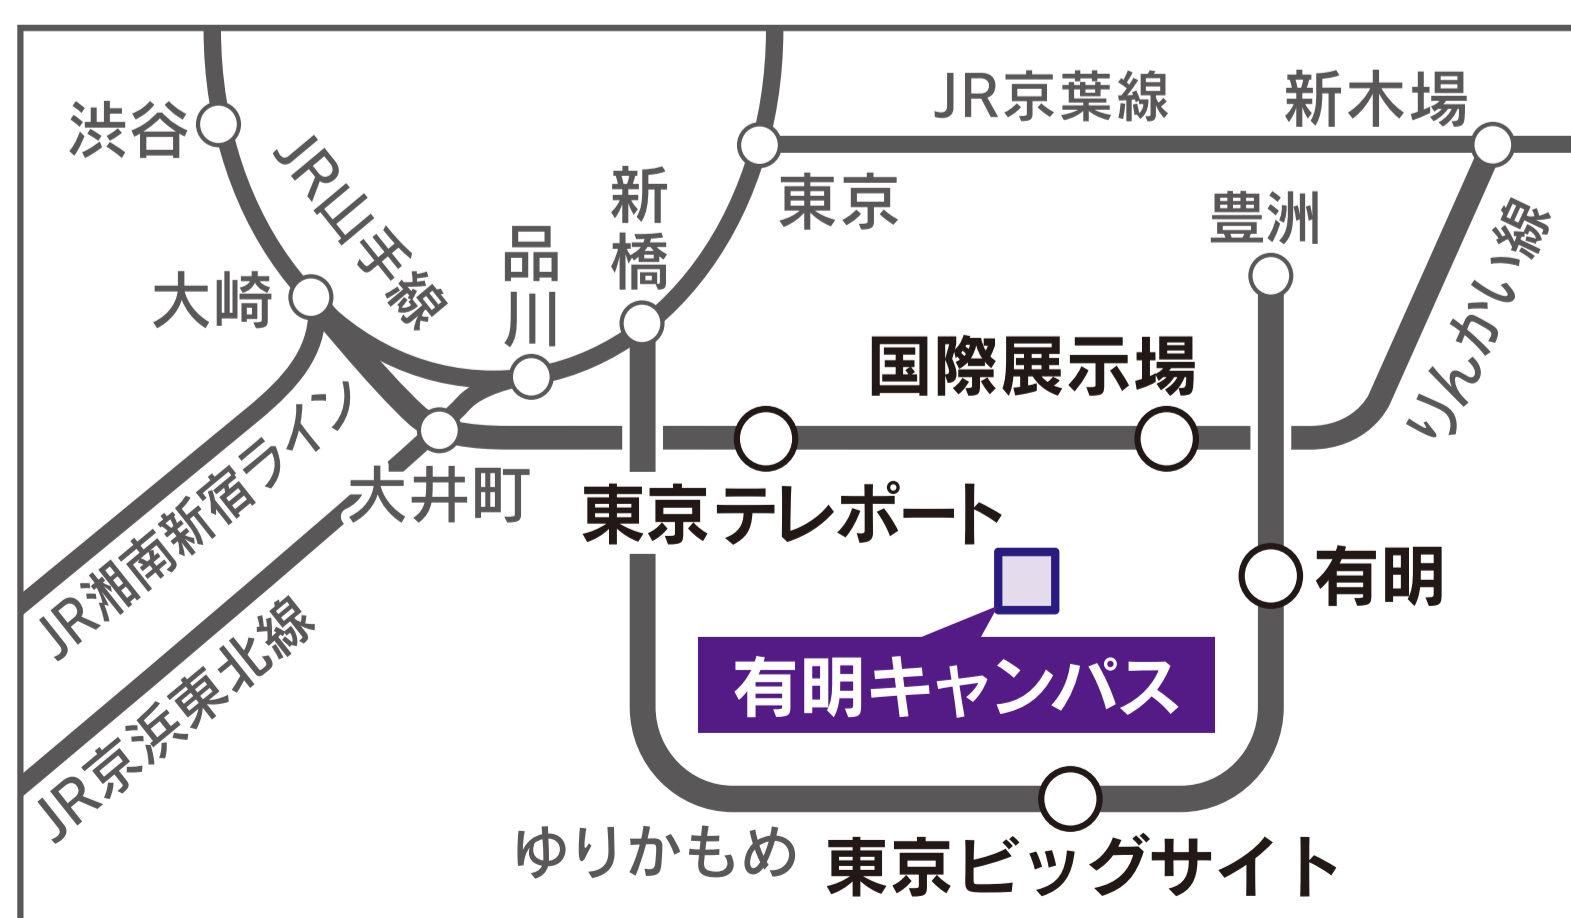 JR京葉線
新木場
渋谷
JR山手線
新橋
東京
豊洲
りんかい線
品川
大崎
国際展示場
JR湘南新宿ライン
大井町
東京テレポート
有明
有明キャンパス
JR京浜東北線
ゆりかもめ
東京ビッグサイト